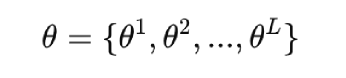 θ = {θ¹, θ², ..., θᴸ}